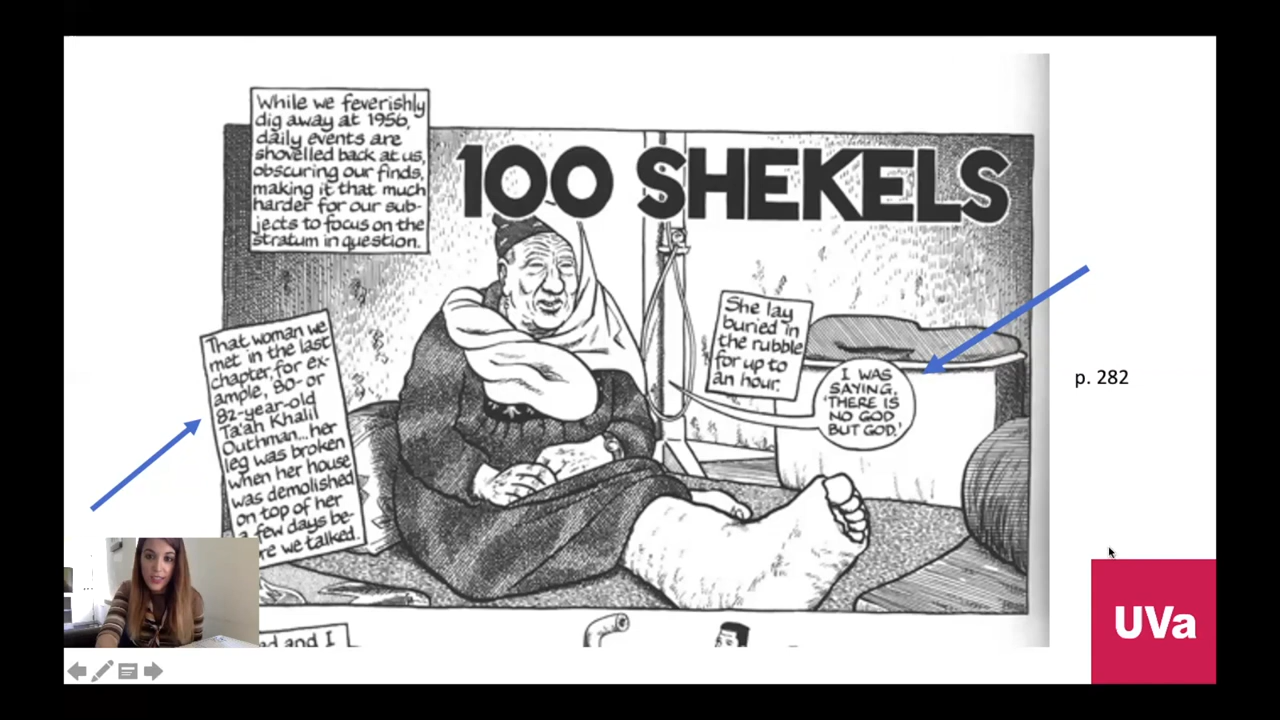 While we feverishly
dig away at 1956,
daily events are
shovelled back at us,
obscuring our finds,
making it that much
harder for our sub-
jects to focus on the
stratum in question.
100 SHEKELS
That woman we
met in the last
chapter, for ex-
ample, 80- or
82-year-old
Ta'ah Khalil
Outhman...her
leg was broken
when her house
was demolished
on top of her
a few days be-
re we talked.
She lay
buried in
the rubble
for up to
an hour.
I WAS
SAYING,
'THERE IS
NO GOD
BUT GOD.'
p. 282
and I
UVa